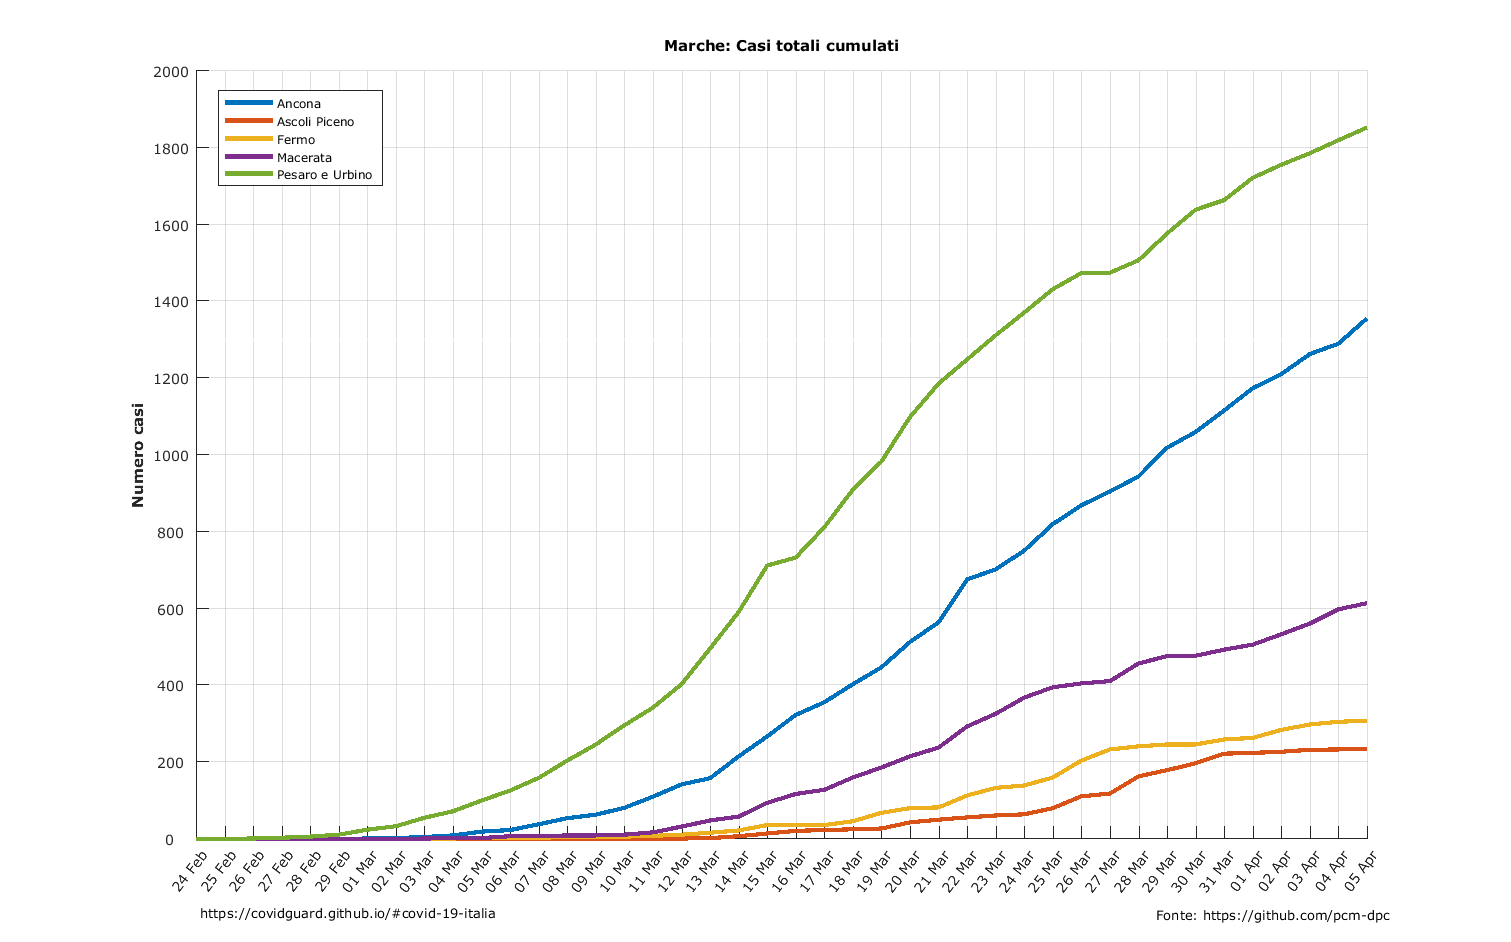 Marche: Casi totali cumulati
2000
1800
1600
1400
1200
1000
800
600
400
200
0
Numero casi
Ancona
Ascoli Piceno
Fermo
Macerata
Pesaro e Urbino
24 Feb
25 Feb
26 Feb
27 Feb
28 Feb
29 Feb
01 Mar
02 Mar
03 Mar
04 Mar
05 Mar
06 Mar
07 Mar
08 Mar
09 Mar
10 Mar
11 Mar
12 Mar
13 Mar
14 Mar
15 Mar
16 Mar
17 Mar
18 Mar
19 Mar
20 Mar
21 Mar
22 Mar
23 Mar
24 Mar
25 Mar
26 Mar
27 Mar
28 Mar
29 Mar
30 Mar
31 Mar
01 Apr
02 Apr
03 Apr
04 Apr
05 Apr
https://covidguard.github.io/#covid-19-italia
Fonte: https://github.com/pcm-dpc